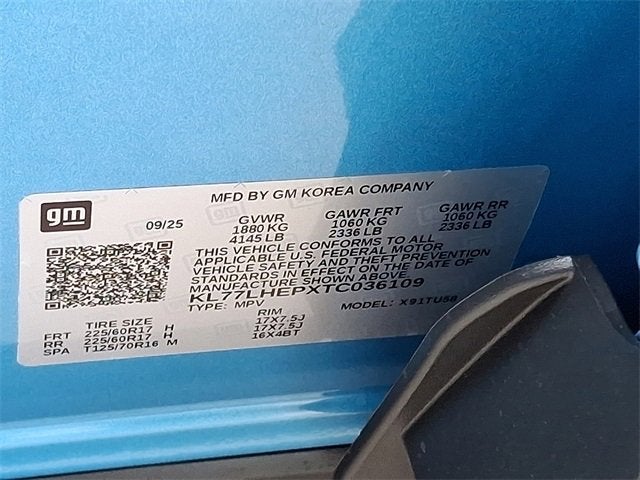 MFD BY GM KOREA COMPANY
gm
09/25
GVWR GAWR FRT GAWR RR
1880 KG 1060 KG 1060 KG
4145 LB 2336 LB 2336 LB
THIS VEHICLE CONFORMS TO ALL
APPLICABLE U.S. FEDERAL MOTOR
VEHICLE SAFETY AND THEFT PREVENTION
STANDARDS IN EFFECT ON THE DATE OF
MANUFACTURE SHOWN ABOVE.
KL77LHEPXTC036109
TYPE: MPV MODEL: X91TU58
TIRE SIZE RIM
FRT 225/60R17 H 17X7.5J
RR 225/60R17 H 17X7.5J
SPA T125/70R16 M 16X4BT